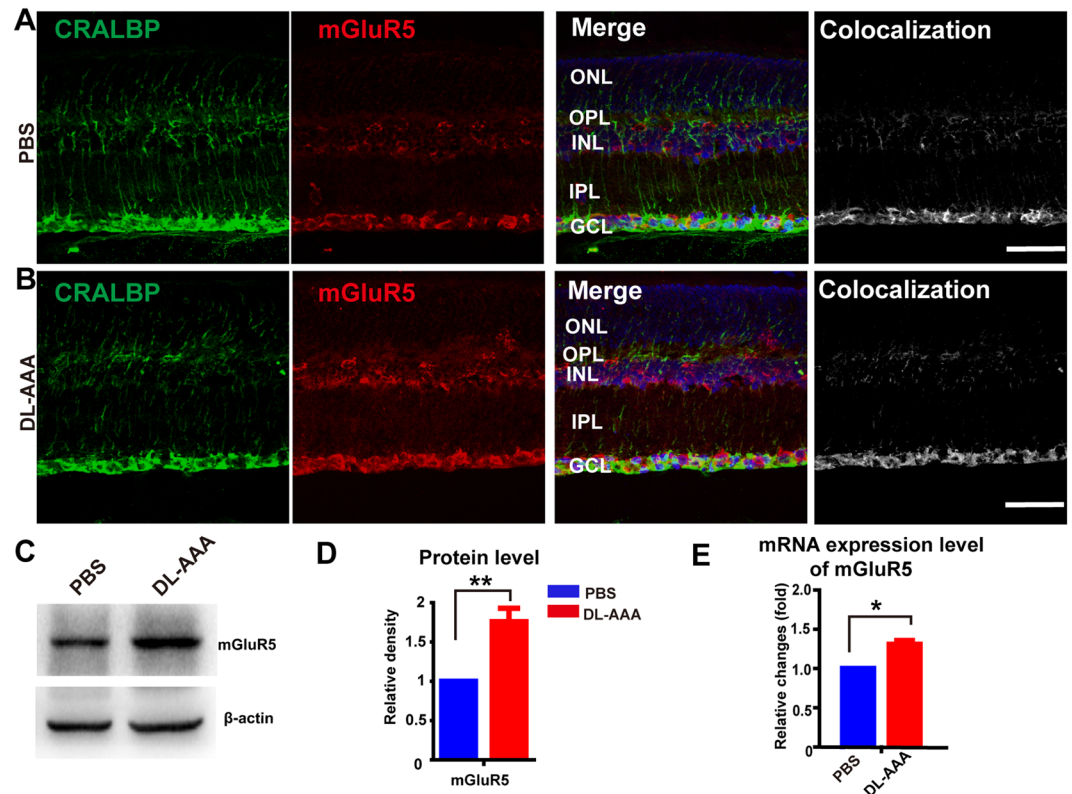 A
CRALBP
mGluR5
Merge
Colocalization
PBS
ONL
OPL
INL
IPL
GCL
B
CRALBP
mGluR5
Merge
Colocalization
DL-AAA
ONL
OPL
INL
IPL
GCL
C
PBS
DL-AAA
mGluR5
β-actin
D
Protein level
**
PBS
DL-AAA
Relative density
2
1.5
1
0.5
0
mGluR5
E
mRNA expression level
of mGluR5
*
Relative changes (fold)
2.0
1.5
1.0
0.5
0
PBS
DL-AAA